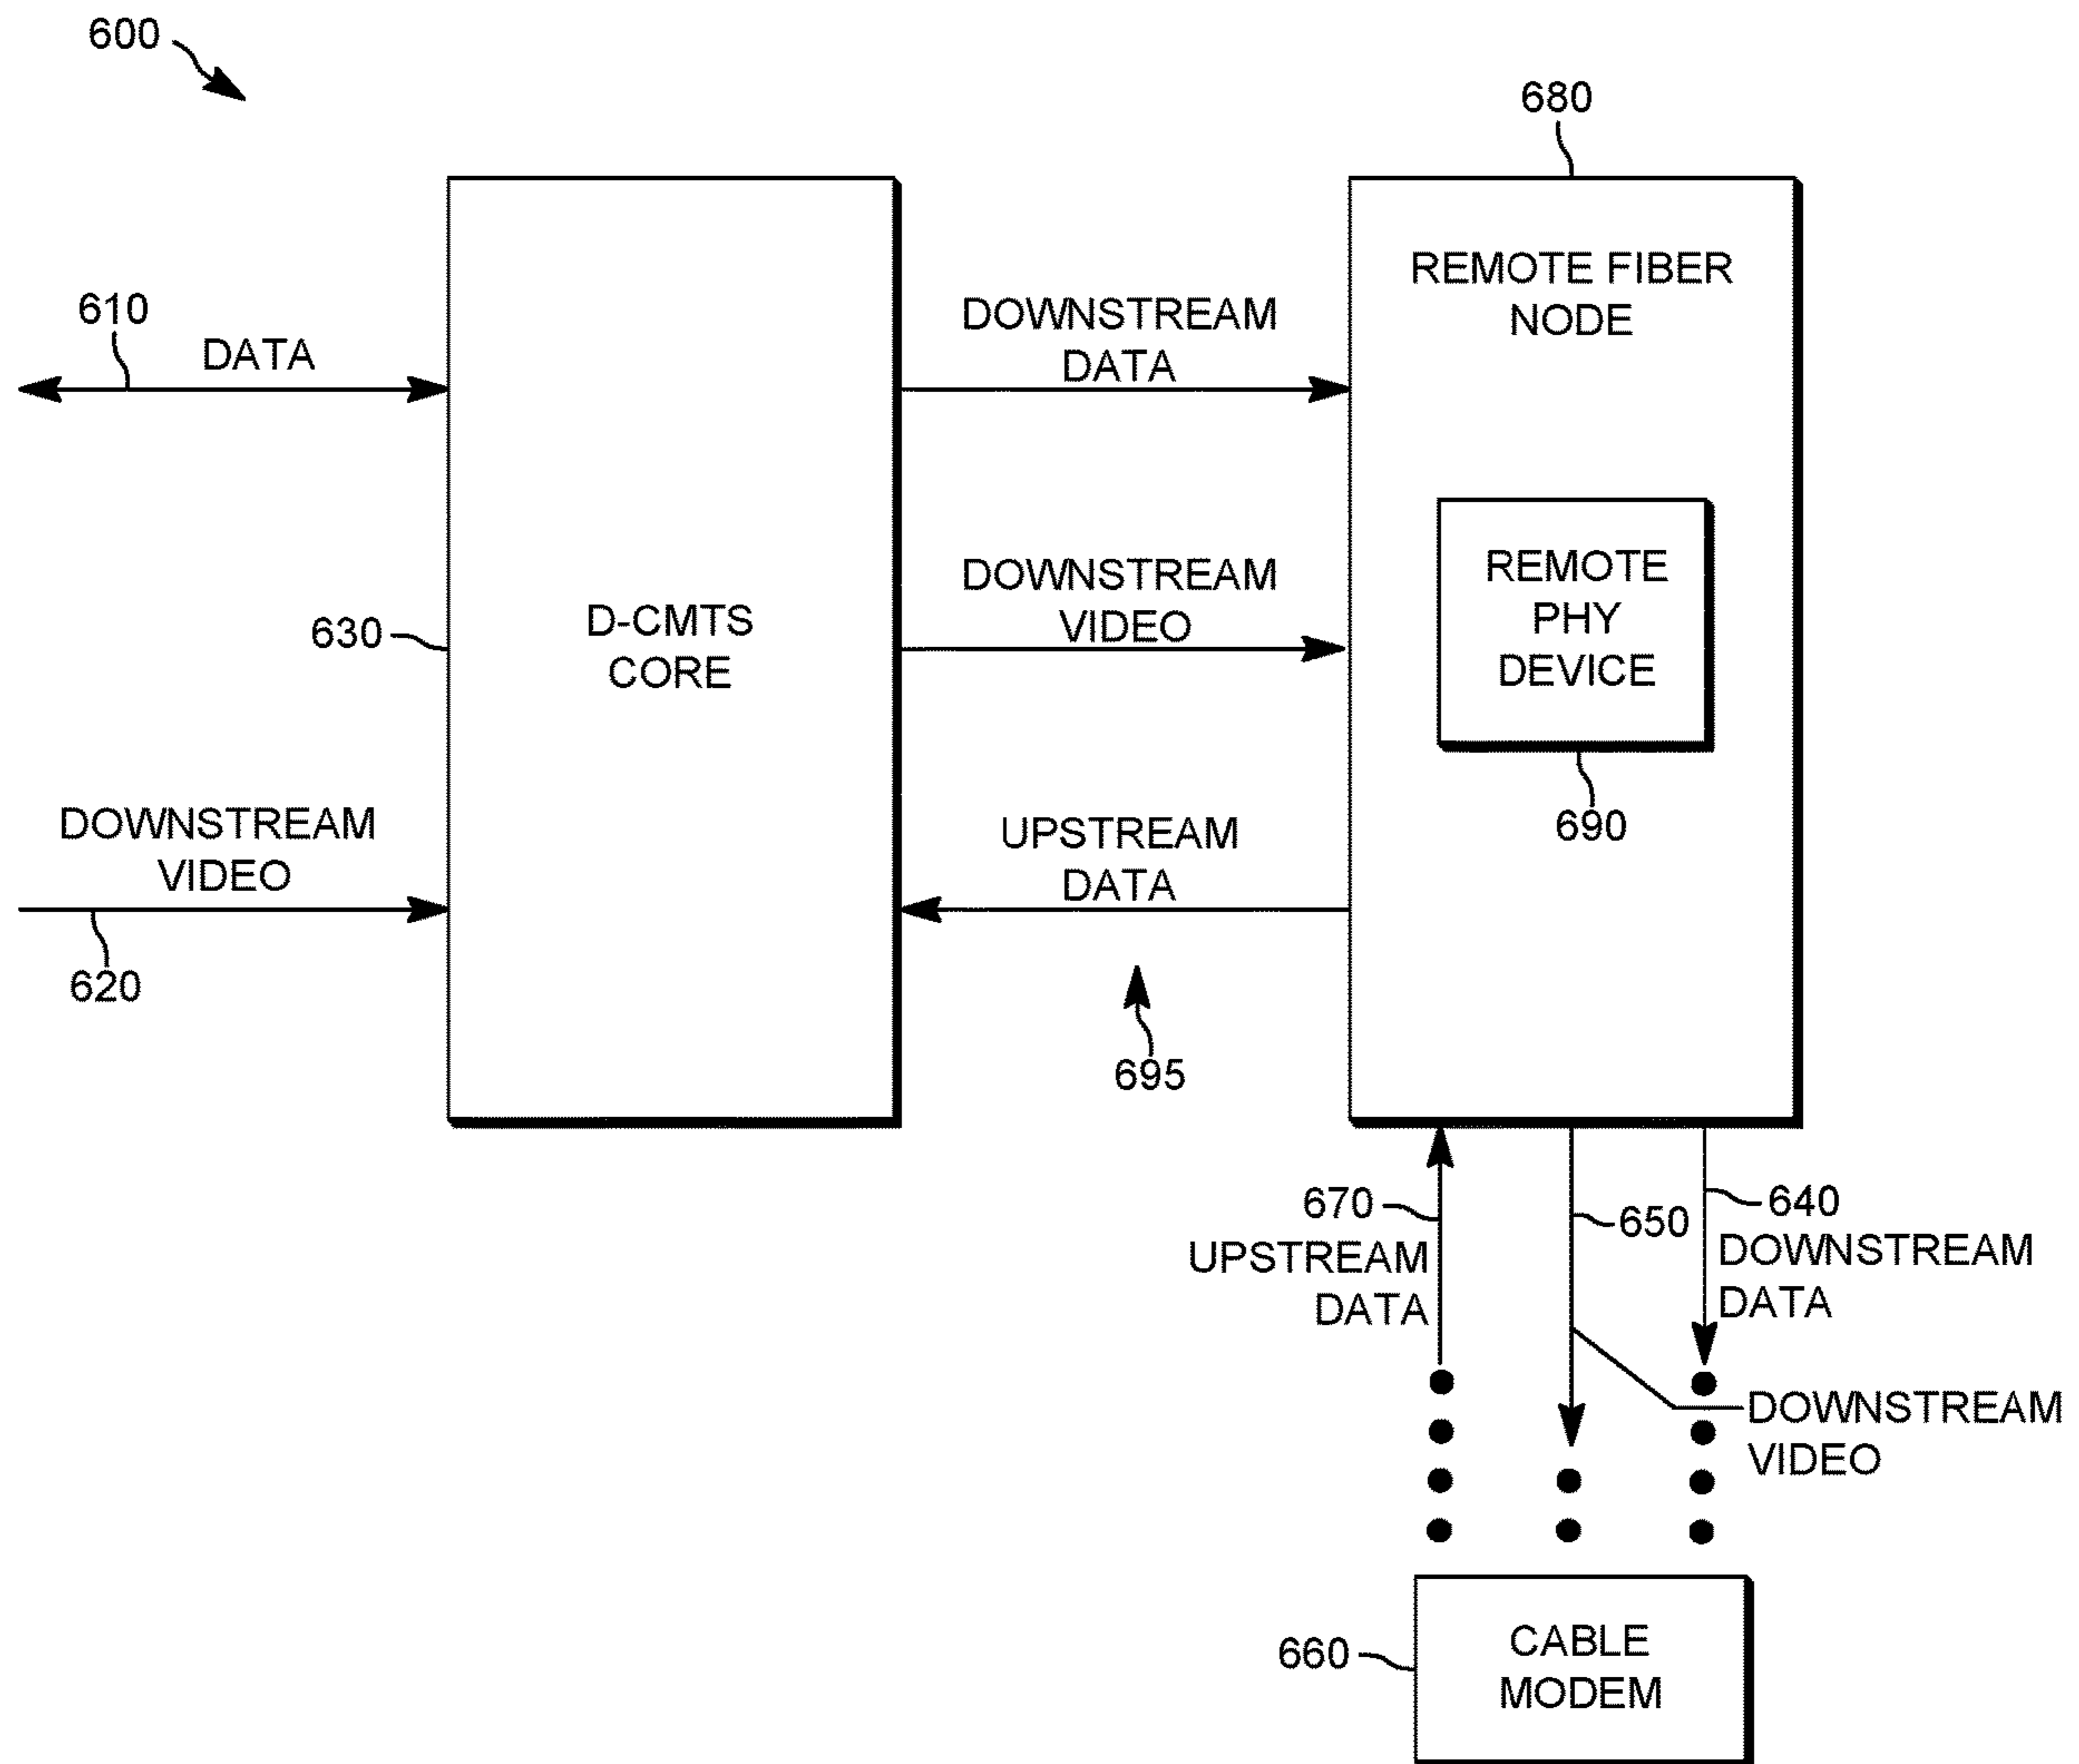 600
680
610
DATA
DOWNSTREAM
DATA
REMOTE FIBER
NODE
630
D-CMTS
CORE
DOWNSTREAM
VIDEO
REMOTE
PHY
DEVICE
690
DOWNSTREAM
VIDEO
620
UPSTREAM
DATA
695
670
UPSTREAM
DATA
650
640
DOWNSTREAM
DATA
DOWNSTREAM
VIDEO
660
CABLE
MODEM